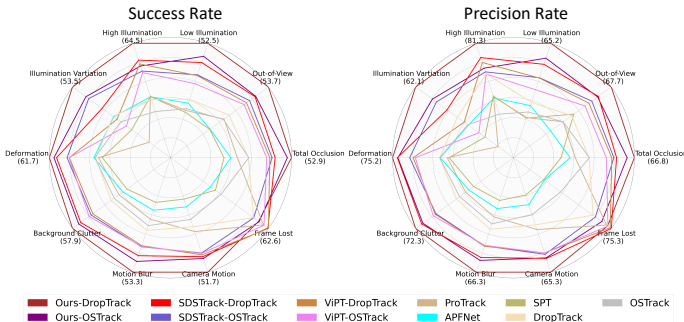 Success Rate
High Illumination
(64.5)
Low Illumination
(52.5)
Illumination Vartiation
(53.5)
Out-of-View
(53.7)
Deformation
(61.7)
Total Occlusion
(52.9)
Background Clutter
(57.9)
Frame Lost
(62.6)
Motion Blur
(53.3)
Camera Motion
(51.7)
Precision Rate
High Illumination
(81.3)
Low Illumination
(65.2)
Illumination Vartiation
(62.1)
Out-of-View
(67.7)
Deformation
(75.2)
Total Occlusion
(66.8)
Background Clutter
(72.3)
Frame Lost
(75.3)
Motion Blur
(66.3)
Camera Motion
(65.3)
Ours-DropTrack
SDSTrack-DropTrack
ViPT-DropTrack
ProTrack
SPT
OSTrack
Ours-OSTrack
SDSTrack-OSTrack
ViPT-OSTrack
APFNet
DropTrack